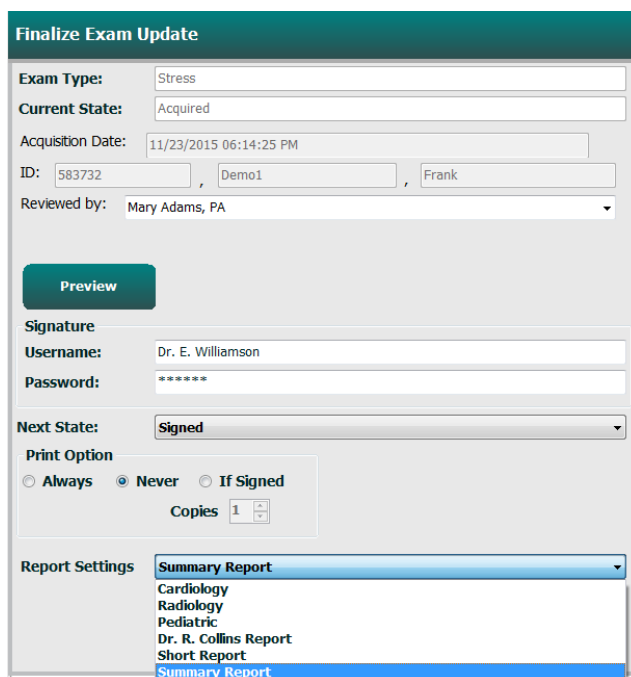 Finalize Exam Update
Exam Type: Stress
Current State: Acquired
Acquisition Date: 11/23/2015 06:14:25 PM
ID: 583732 , Demo1 , Frank
Reviewed by: Mary Adams, PA
Preview
Signature
Username: Dr. E. Williamson
Password: ******
Next State: Signed
Print Option
Always Never If Signed
Copies 1
Report Settings Summary Report
Cardiology
Radiology
Pediatric
Dr. R. Collins Report
Short Report
Summary Report